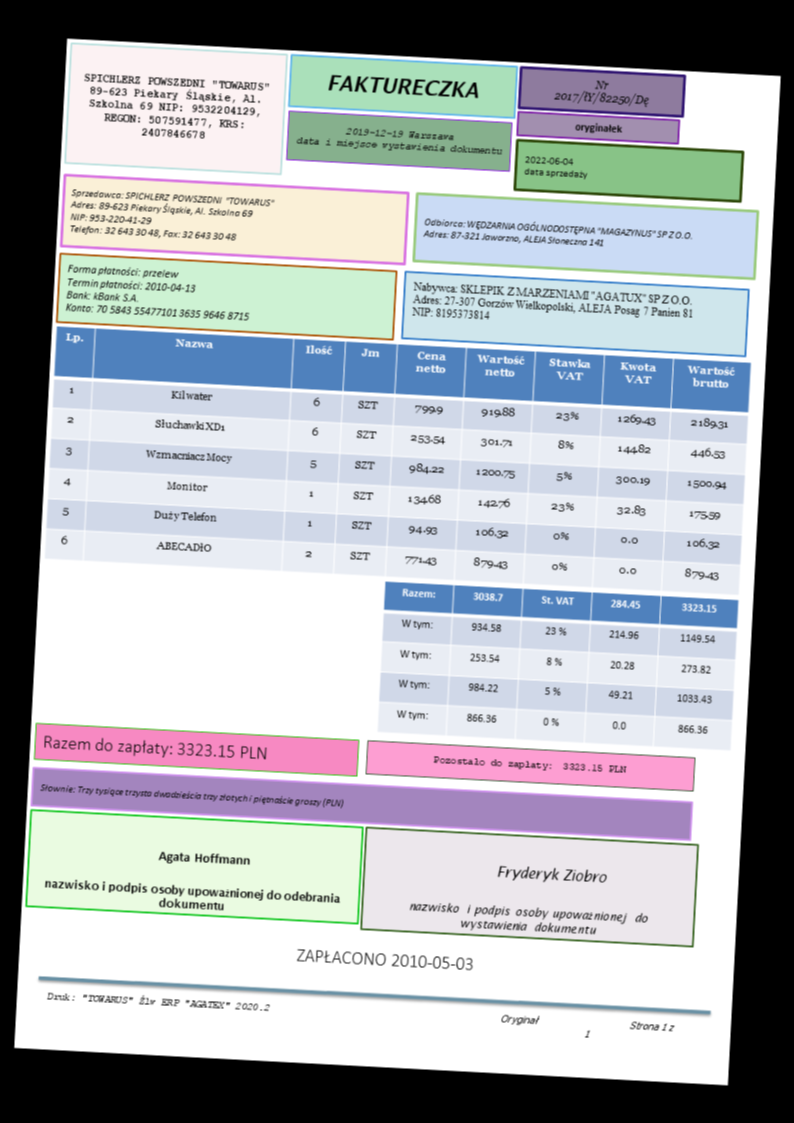 SPICHLERZ POWSZEDNI "TOWARUS"
89-623 Piekary Śląskie, Al.
Szkolna 69 NIP: 9532204129,
REGON: 507591477, KRS:
2407846678
FAKTURECZKA
Nr
2017/łY/82250/Dę
oryginałek
2019-12-19 Warszawa
data i miejsce wystawienia dokumentu
2022-06-04
data sprzedaży
Sprzedawca: SPICHLERZ POWSZEDNI "TOWARUS"
Adres: 89-623 Piekary Śląskie, Al. Szkolna 69
NIP: 953-220-41-29
Telefon: 32 643 30 48, Fax: 32 643 30 48
Odbiorca: WĘDZARNIA OGÓLNODOSTĘPNA "MAGAZYNUS" SP Z O.O.
Adres: 87-321 Jaworzno, ALEJA Słoneczna 141
Forma płatności: przelew
Termin płatności: 2010-04-13
Bank: kBank S.A.
Konto: 70 5843 55477101 3635 9646 8715
Nabywca: SKLEPIK Z MARZENIAMI "AGATUX" SP Z O.O.
Adres: 27-307 Gorzów Wielkopolski, ALEJA Posag 7 Panien 81
NIP: 8195373814
Lp. Nazwa Ilość Jm Cena netto Wartość netto Stawka VAT Kwota VAT Wartość brutto
1 Kilwater 6 SZT 799.9 919.88 23% 1269.43 2189.31
2 Słuchawki XD1 6 SZT 253.54 301.71 8% 144.82 446.53
3 Wzmacniacz Mocy 5 SZT 984.22 1200.75 5% 300.19 1500.94
4 Monitor 1 SZT 134.68 142.76 23% 32.83 175.59
5 Duży Telefon 1 SZT 94.93 106.32 0% 0.0 106.32
6 ABECADłO 2 SZT 771.43 879.43 0% 0.0 879.43
Razem: 3038.7 St. VAT 284.45 3323.15
W tym: 934.58 23 % 214.96 1149.54
W tym: 253.54 8 % 20.28 273.82
W tym: 984.22 5 % 49.21 1033.43
W tym: 866.36 0 % 0.0 866.36
Razem do zapłaty: 3323.15 PLN
Pozostało do zapłaty: 3323.15 PLN
Słownie: Trzy tysiące trzysta dwadzieścia trzy złotych i piętnaście groszy (PLN)
Agata Hoffmann
nazwisko i podpis osoby upoważnionej do odebrania
dokumentu
Fryderyk Ziobro
nazwisko i podpis osoby upoważnionej do
wystawienia dokumentu
ZAPŁACONO 2010-05-03
Druk: "TOWARUS" Źlw ERP "AGATEX" 2020.2
Oryginał
Strona 1 z
1